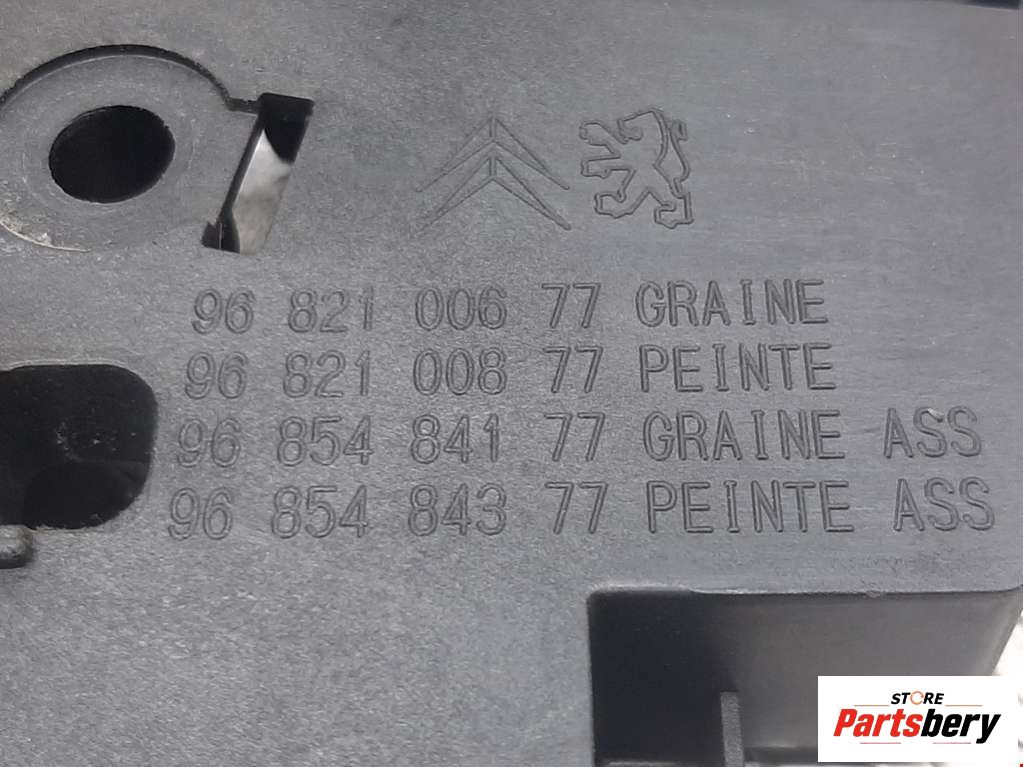 96 821 006 77 GRAINE
96 821 008 77 PEINTE
96 854 841 77 GRAINE ASS
96 854 843 77 PEINTE ASS
STORE
Partsbery